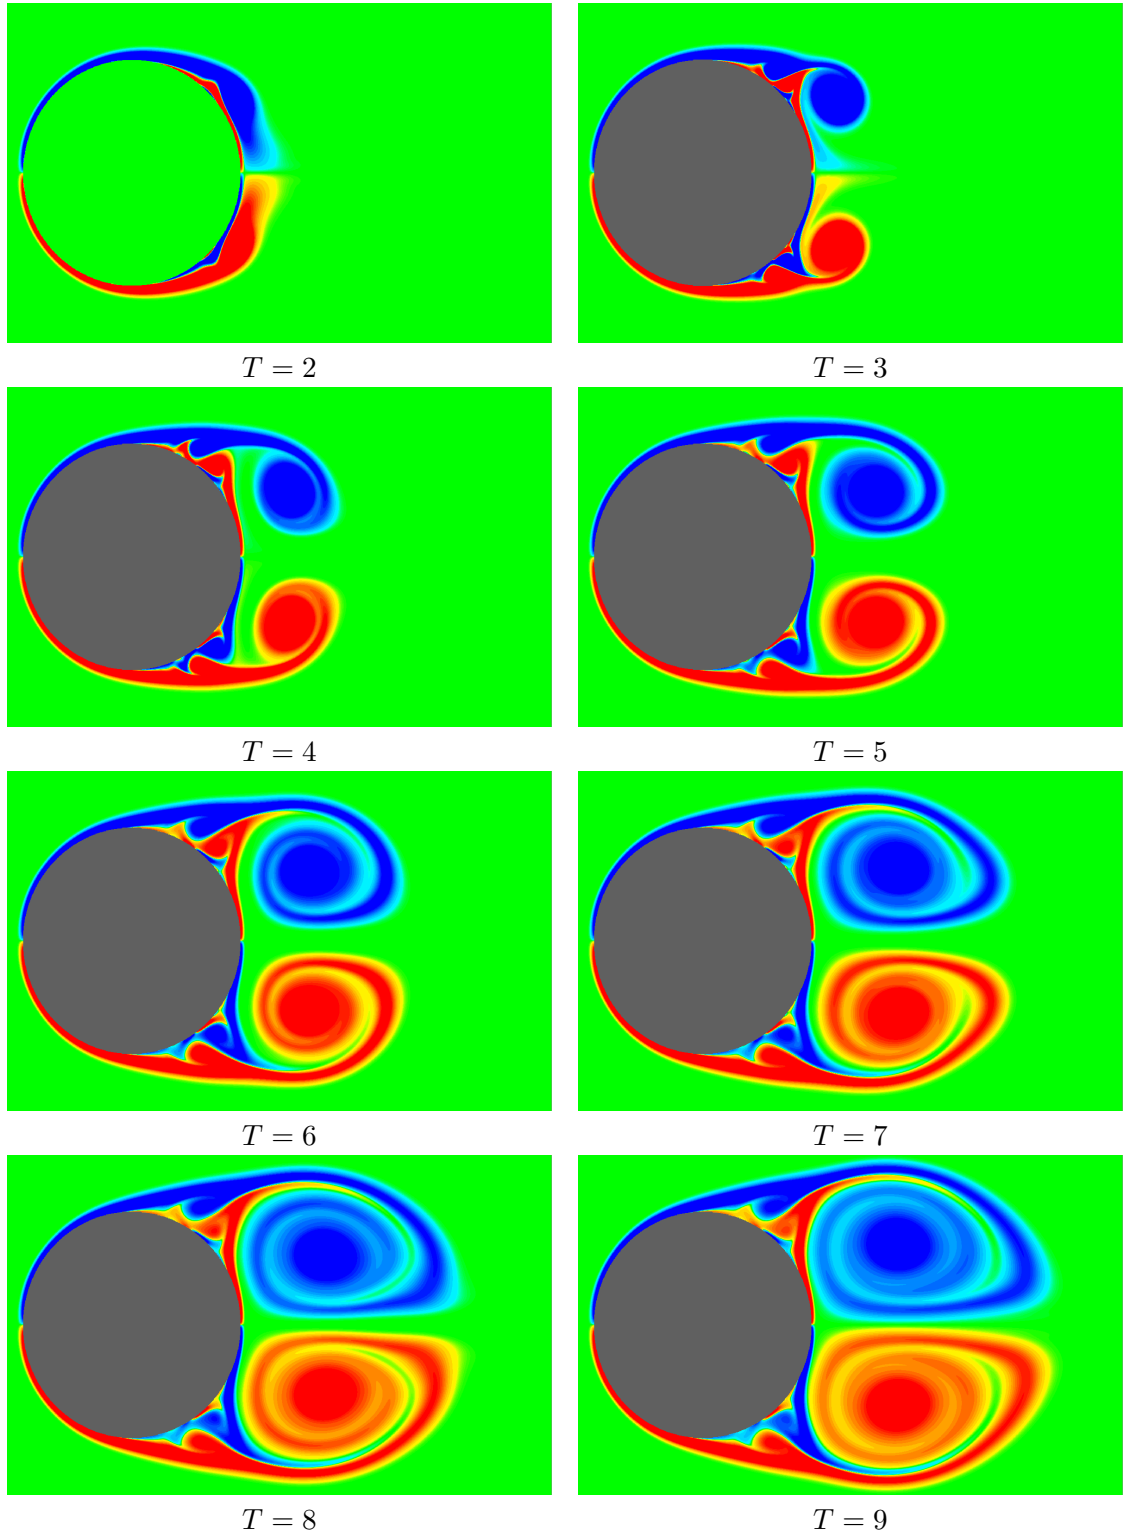 T = 2
T = 3
T = 4
T = 5
T = 6
T = 7
T = 8
T = 9